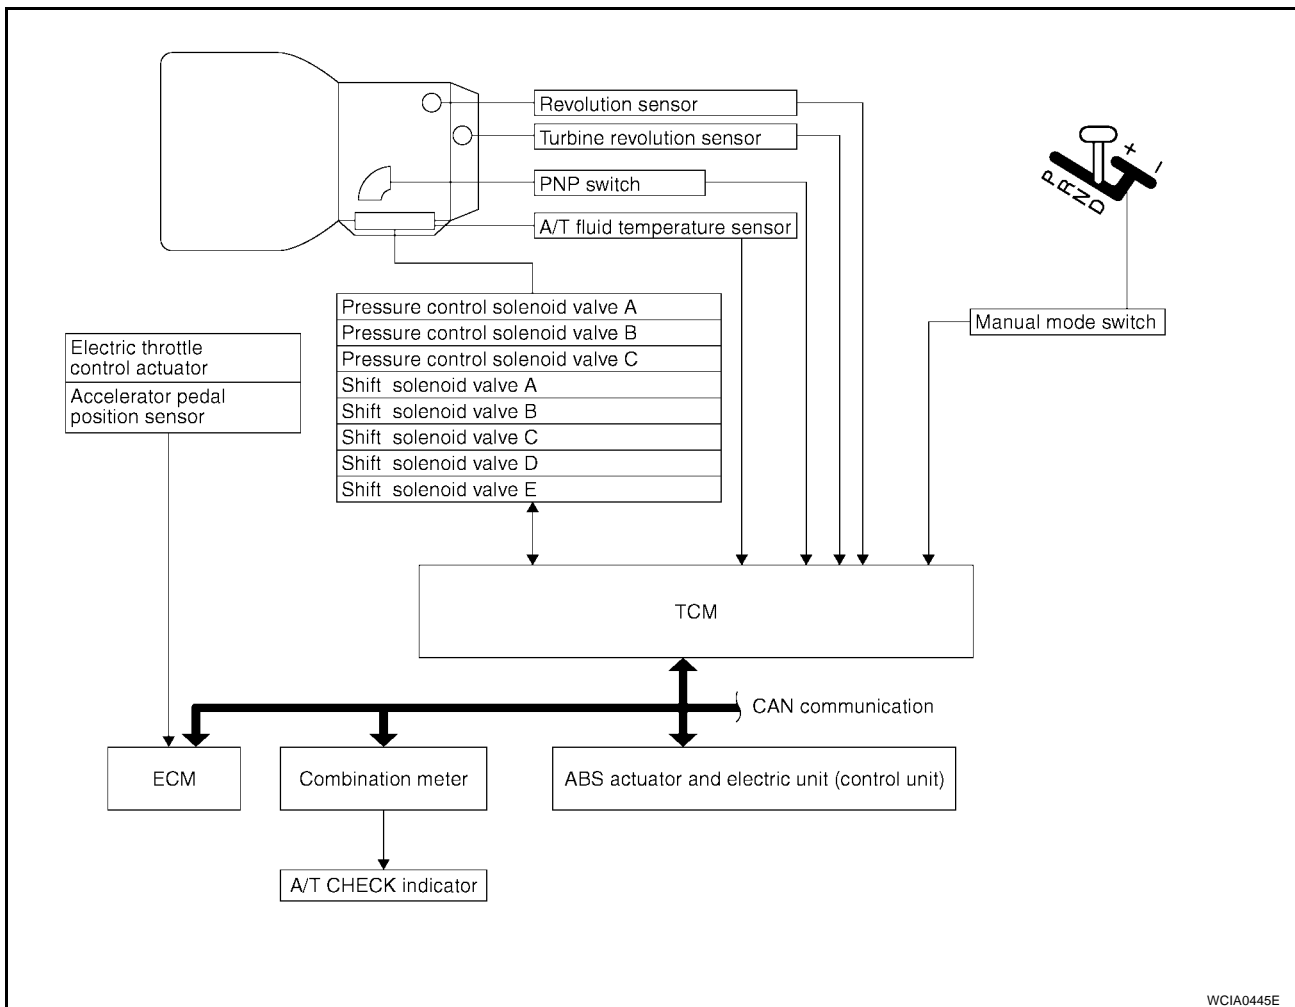 Revolution sensor
Turbine revolution sensor
PNP switch
A/T fluid temperature sensor
+
−
P
R
N
D
Pressure control solenoid valve A
Pressure control solenoid valve B
Pressure control solenoid valve C
Shift solenoid valve A
Shift solenoid valve B
Shift solenoid valve C
Shift solenoid valve D
Shift solenoid valve E
Manual mode switch
Electric throttle
control actuator
Accelerator pedal
position sensor
TCM
CAN communication
ECM
Combination meter
ABS actuator and electric unit (control unit)
A/T CHECK indicator
WCIA0445E